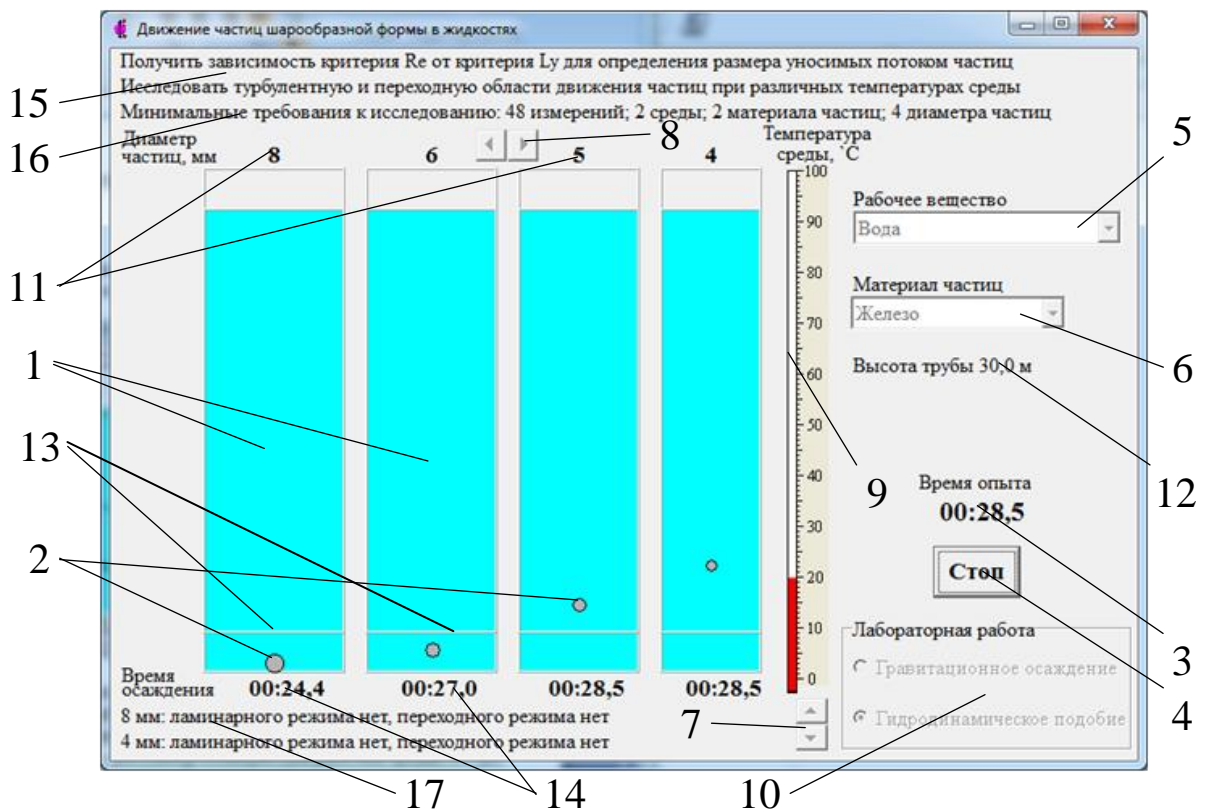 Движение частиц шарообразной формы в жидкостях
Получить зависимость критерия Re от критерия Ly для определения размера уносимых потоком частиц
15
Исследовать турбулентную и переходную области движения частиц при различных температурах среды
Минимальные требования к исследованию: 48 измерений; 2 среды; 2 материала частиц; 4 диаметра частиц
16
Диаметр
частиц, мм
8
6
5
4
8
Температура
среды, `C
5
100
90
80
70
60
50
40
30
20
10
0
Рабочее вещество
Вода
11
Материал частиц
Железо
1
6
Высота трубы 30,0 м
13
9
12
Время опыта
00:28,5
2
Стоп
Лабораторная работа
Гравитационное осаждение
Гидродинамическое подобие
3
4
Время
осаждения
00:24,4
00:27,0
00:28,5
00:28,5
8 мм: ламинарного режима нет, переходного режима нет
4 мм: ламинарного режима нет, переходного режима нет
7
17
14
10